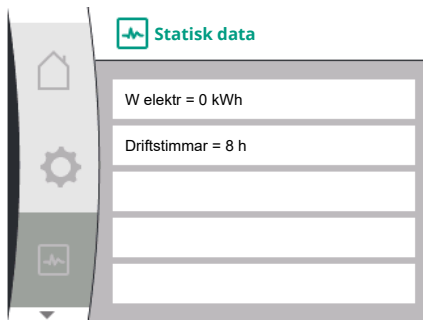 Statisk data
W elektr = 0 kWh
Driftstimmar = 8 h